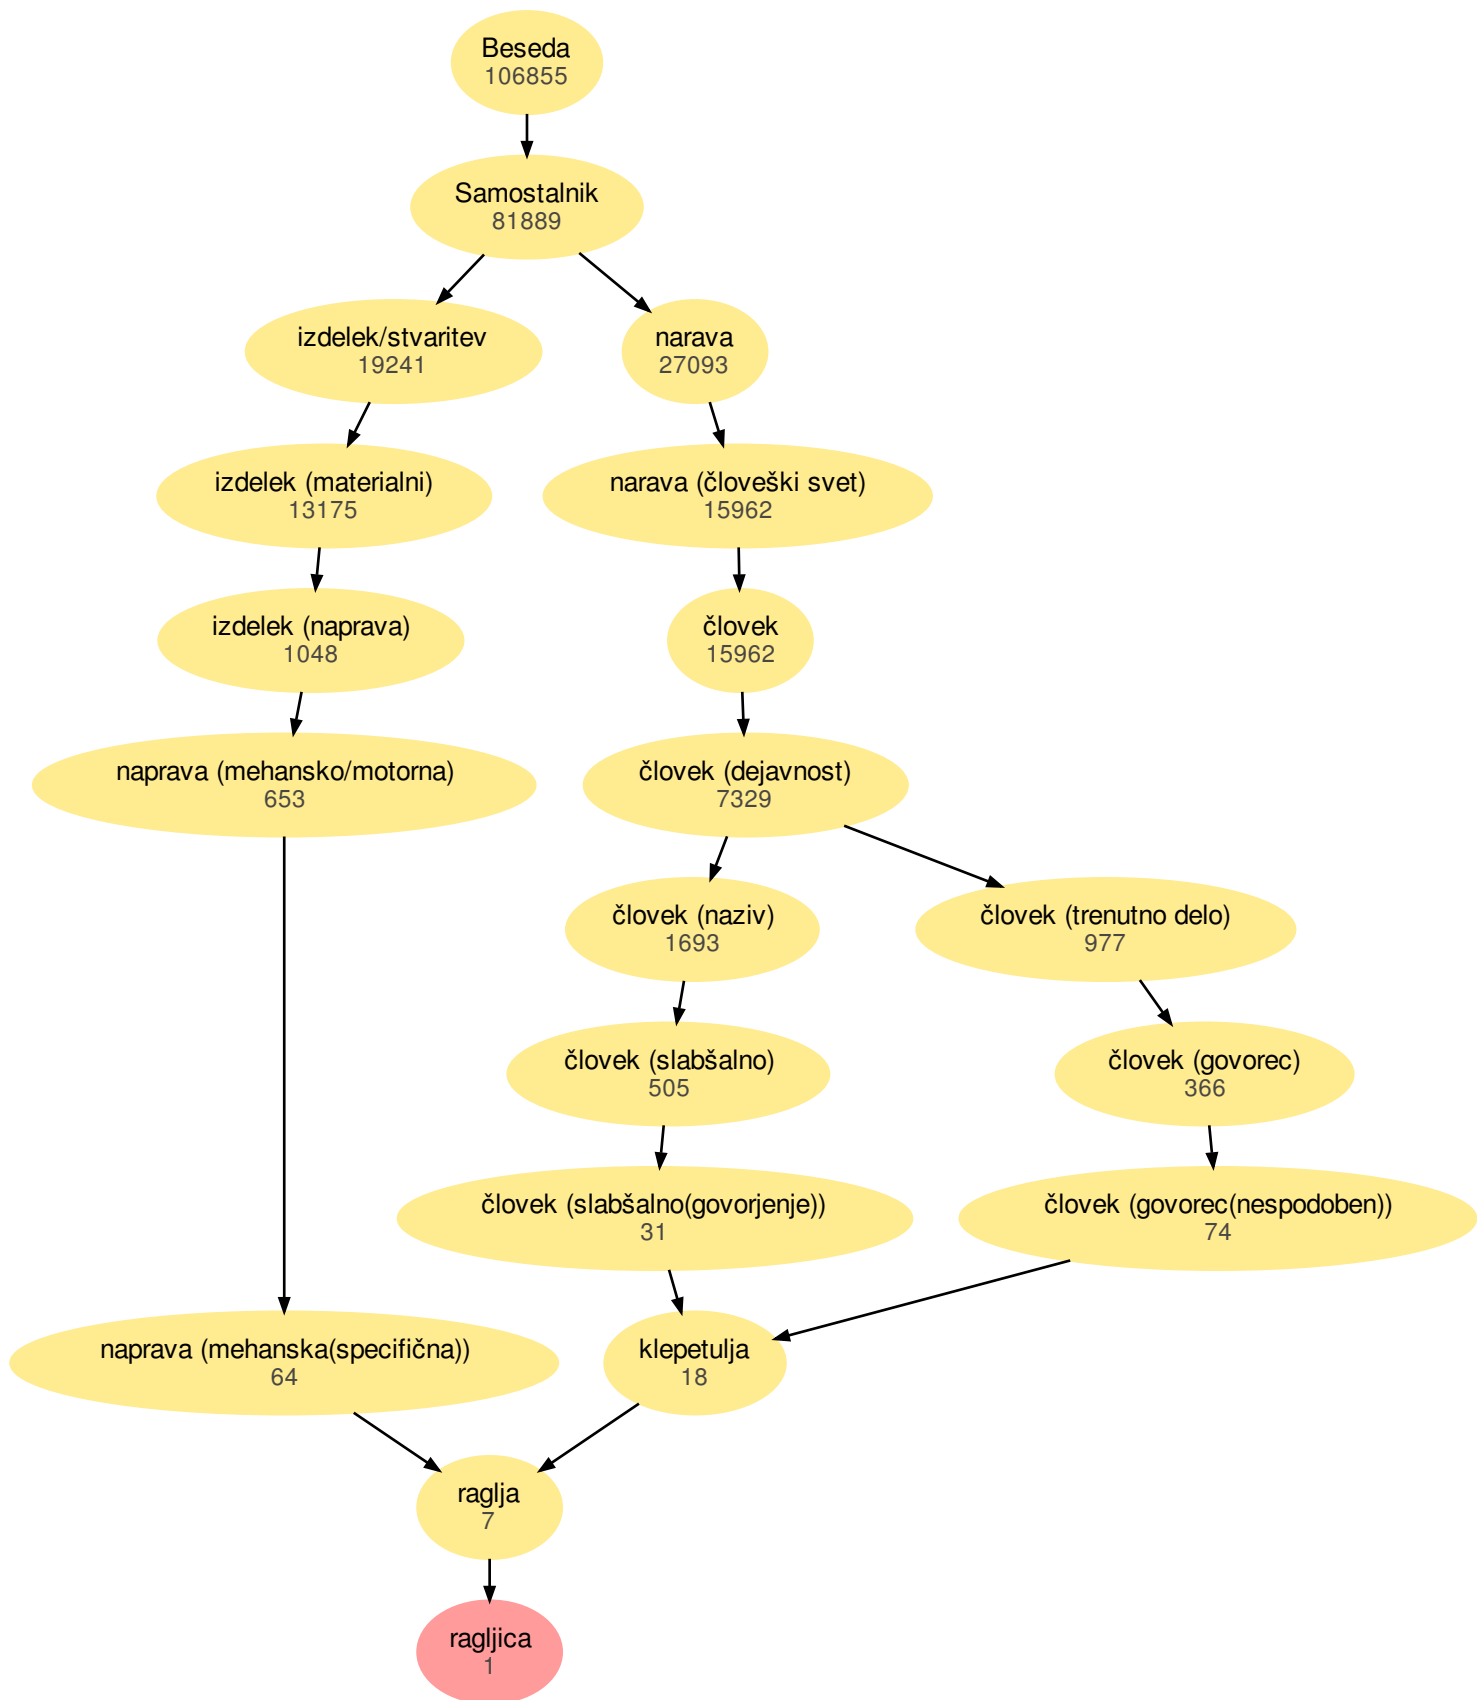 Beseda
106855
Samostalnik
81889
izdelek/stvaritev
19241
narava
27093
izdelek (materialni)
13175
narava (človeški svet)
15962
izdelek (naprava)
1048
človek
15962
naprava (mehansko/motorna)
653
človek (dejavnost)
7329
človek (naziv)
1693
človek (trenutno delo)
977
človek (slabšalno)
505
človek (govorec)
366
človek (slabšalno(govorjenje))
31
človek (govorec(nespodoben))
74
naprava (mehanska(specifična))
64
klepetulja
18
raglja
7
ragljica
1